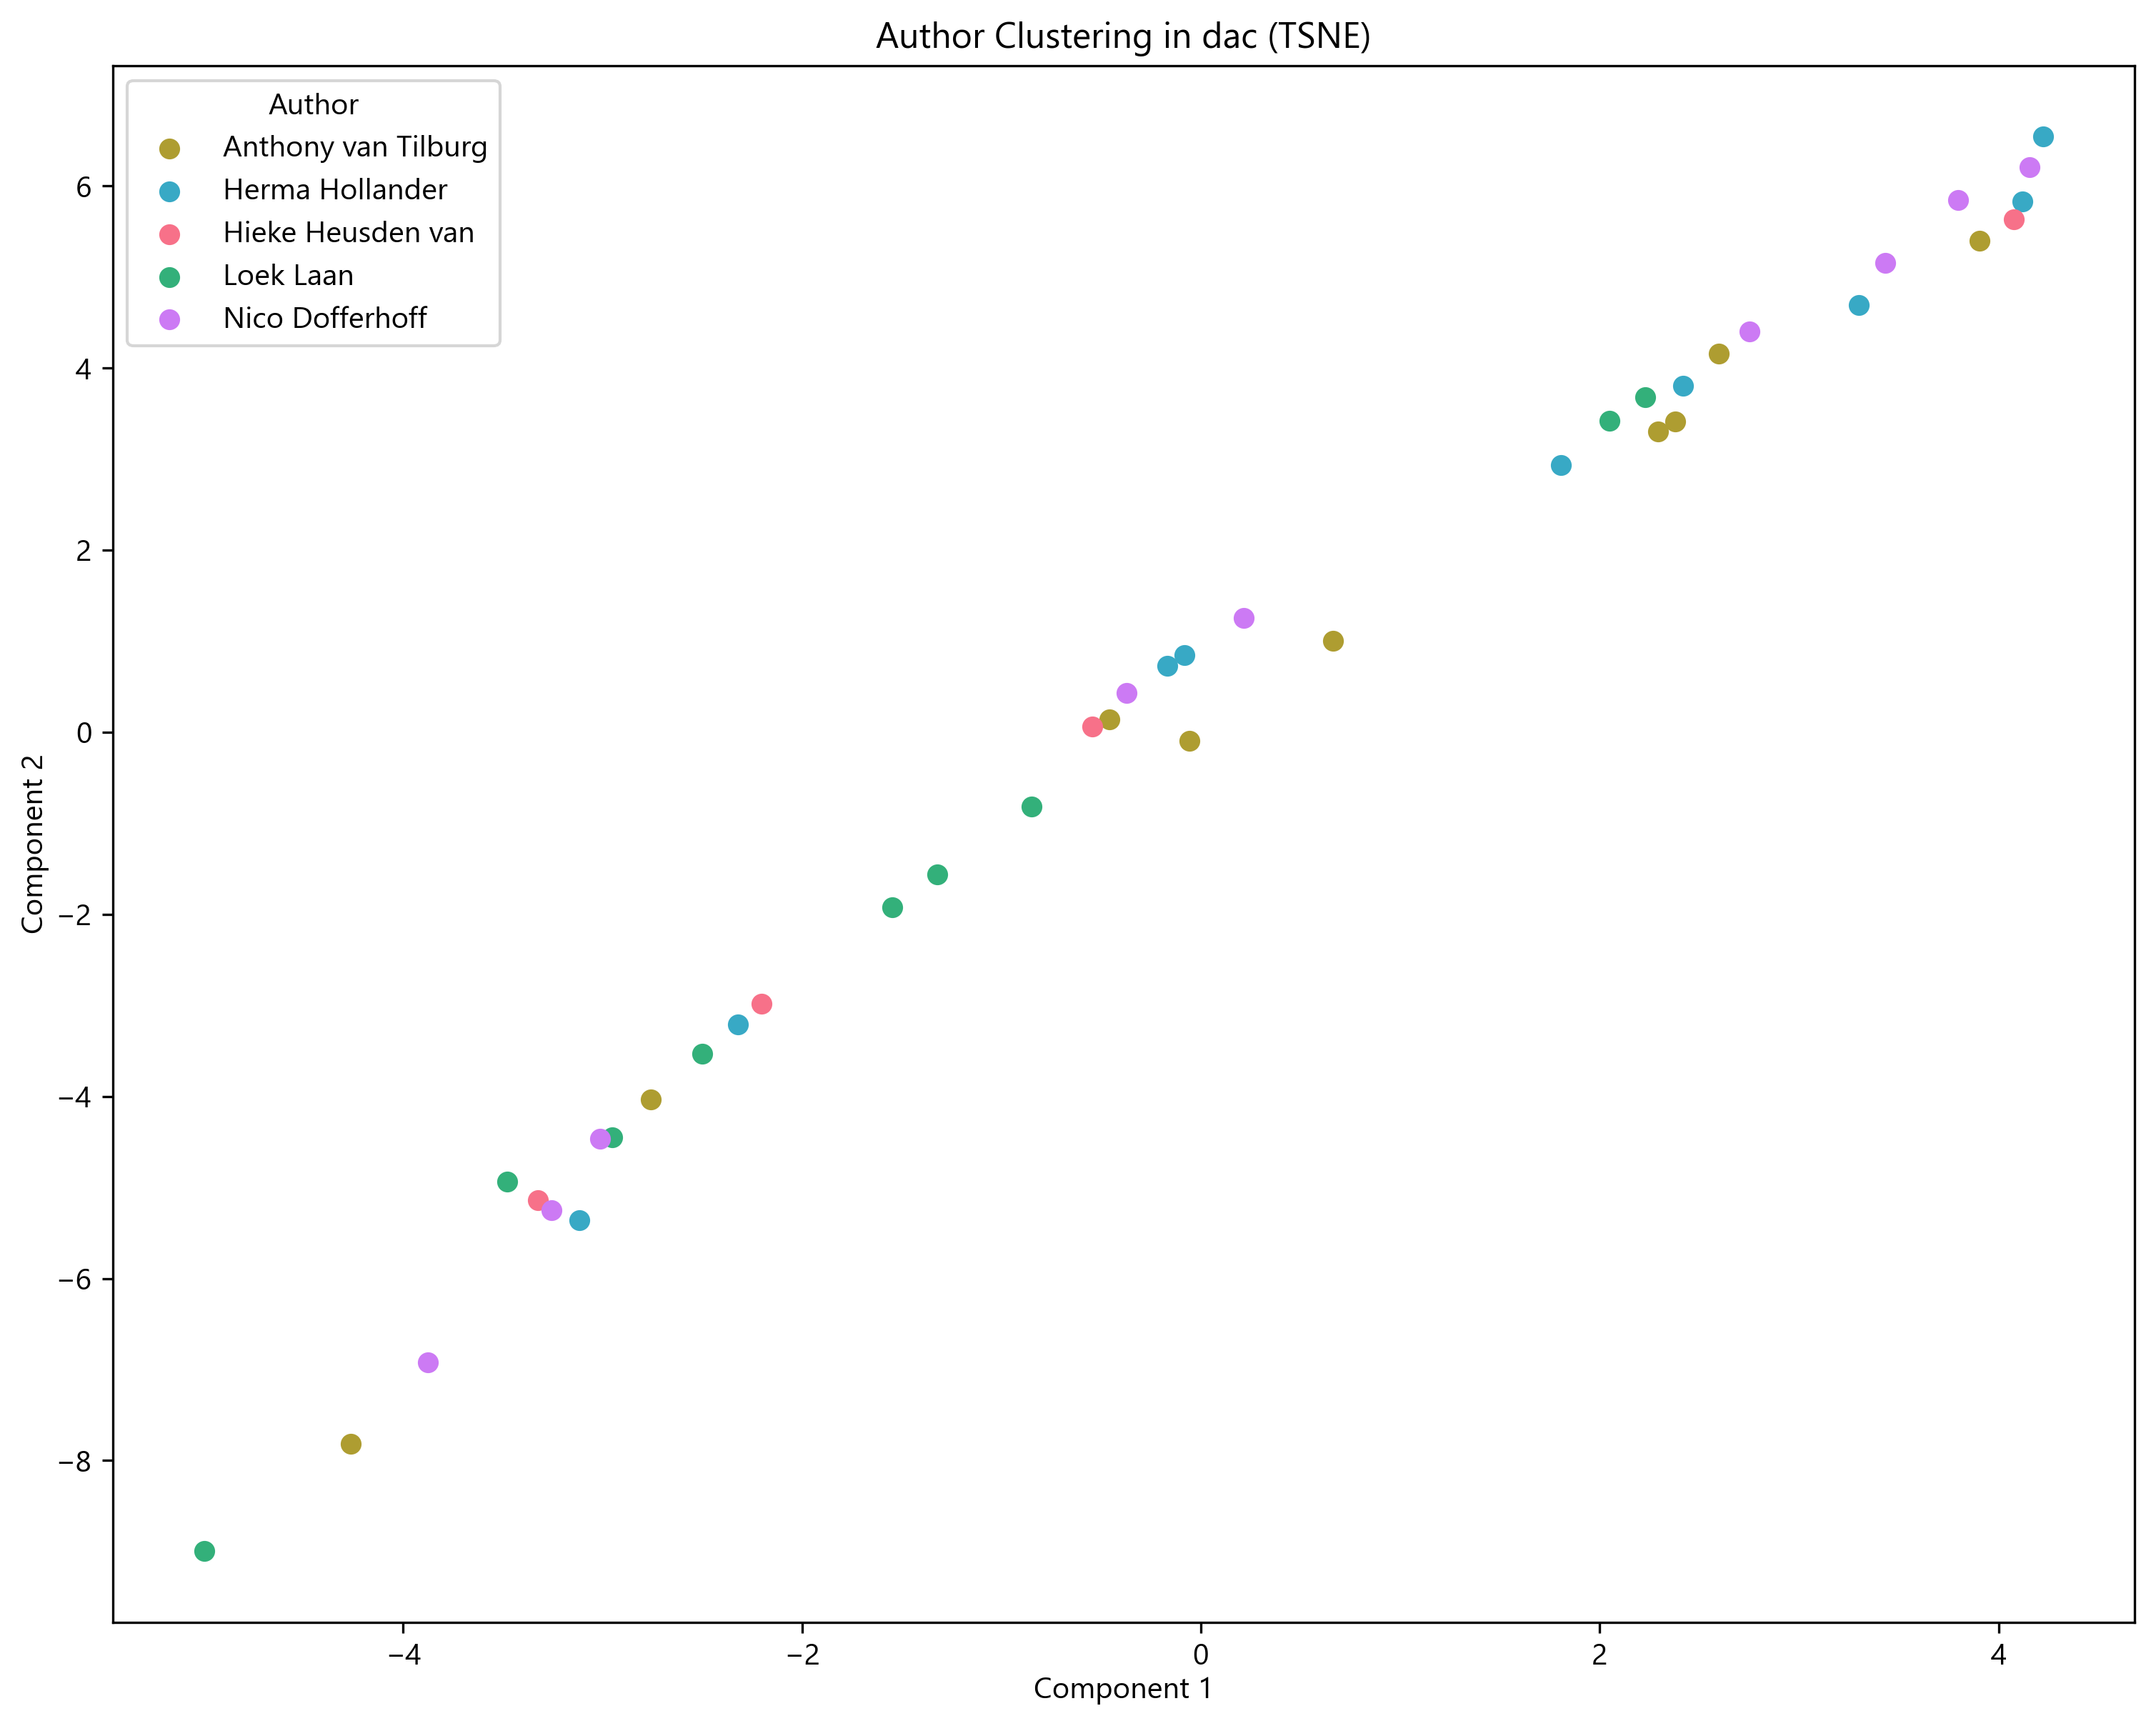 Author Clustering in dac (TSNE)
Author
Anthony van Tilburg
Herma Hollander
Hieke Heusden van
Loek Laan
Nico Dofferhoff
6
4
2
0
−2
−4
−6
−8
Component 2
−4
−2
0
2
4
Component 1